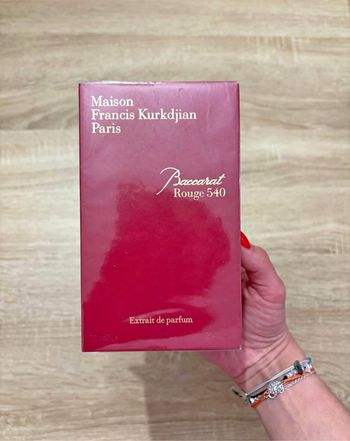 Maison
Francis Kurkdjian
Paris
Baccarat
Rouge 540
Extrait de parfum